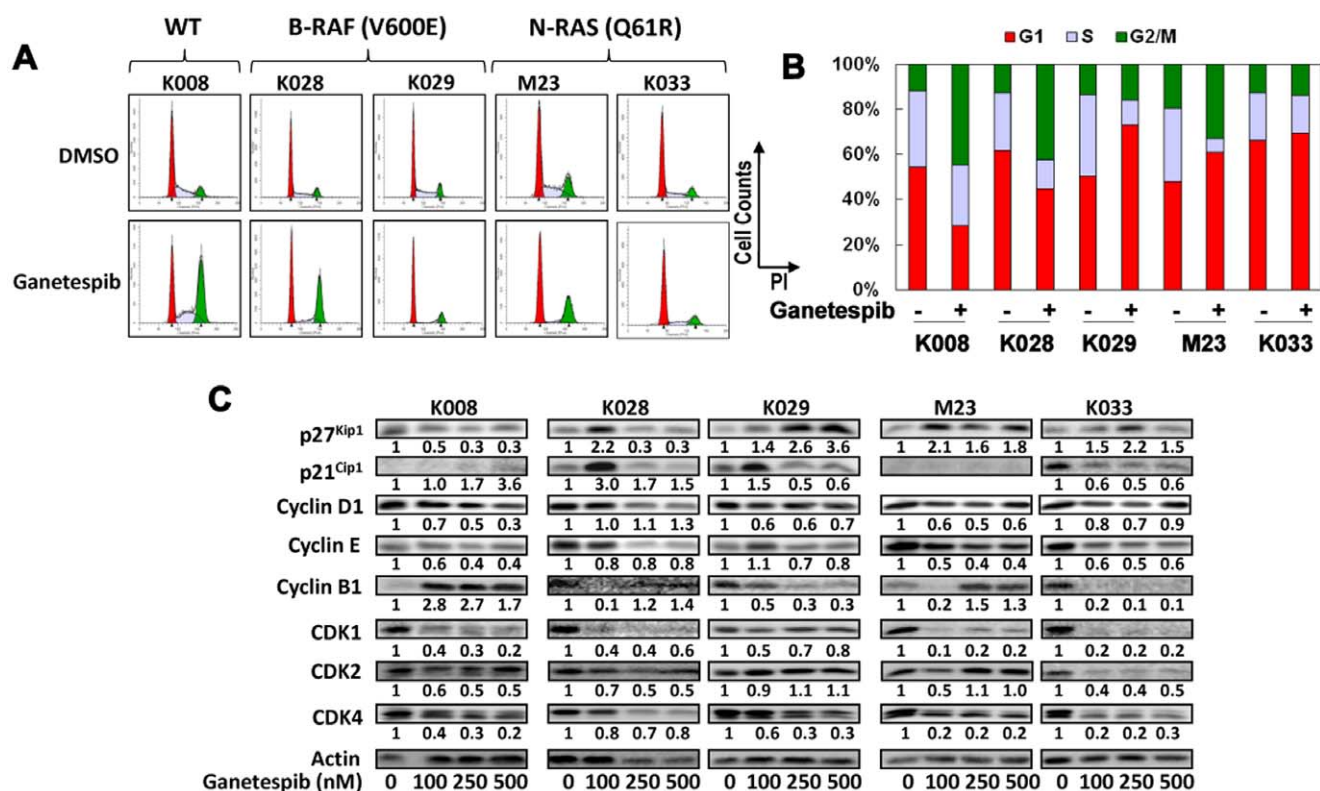 A
WT B-RAF (V600E) N-RAS (Q61R)
K008 K028 K029 M23 K033
DMSO
Ganetespib
Cell Counts
PI
B
G1 S G2/M
100%
80%
60%
40%
20%
0%
Ganetespib - + - + - + - + - +
K008 K028 K029 M23 K033
C
K008 K028 K029 M23 K033
p27Kip1
1 0.5 0.3 0.3 1 2.2 0.3 0.3 1 1.4 2.6 3.6 1 2.1 1.6 1.8 1 1.5 2.2 1.5
p21Cip1
1 1.0 1.7 3.6 1 3.0 1.7 1.5 1 1.5 0.5 0.6 1 0.6 0.5 0.6
Cyclin D1
1 0.7 0.5 0.3 1 1.0 1.1 1.3 1 0.6 0.6 0.7 1 0.6 0.5 0.6 1 0.8 0.7 0.9
Cyclin E
1 0.6 0.4 0.4 1 0.8 0.8 0.8 1 1.1 0.7 0.8 1 0.5 0.4 0.4 1 0.6 0.5 0.6
Cyclin B1
1 2.8 2.7 1.7 1 0.1 1.2 1.4 1 0.5 0.3 0.3 1 0.2 1.5 1.3 1 0.2 0.1 0.1
CDK1
1 0.4 0.3 0.2 1 0.4 0.4 0.6 1 0.5 0.7 0.8 1 0.1 0.2 0.2 1 0.2 0.2 0.2
CDK2
1 0.6 0.5 0.5 1 0.7 0.5 0.5 1 0.9 1.1 1.1 1 0.5 1.1 1.0 1 0.4 0.4 0.5
CDK4
1 0.4 0.3 0.2 1 0.8 0.7 0.8 1 0.6 0.3 0.3 1 0.2 0.2 0.2 1 0.2 0.2 0.3
Actin
Ganetespib (nM) 0 100 250 500 0 100 250 500 0 100 250 500 0 100 250 500 0 100 250 500